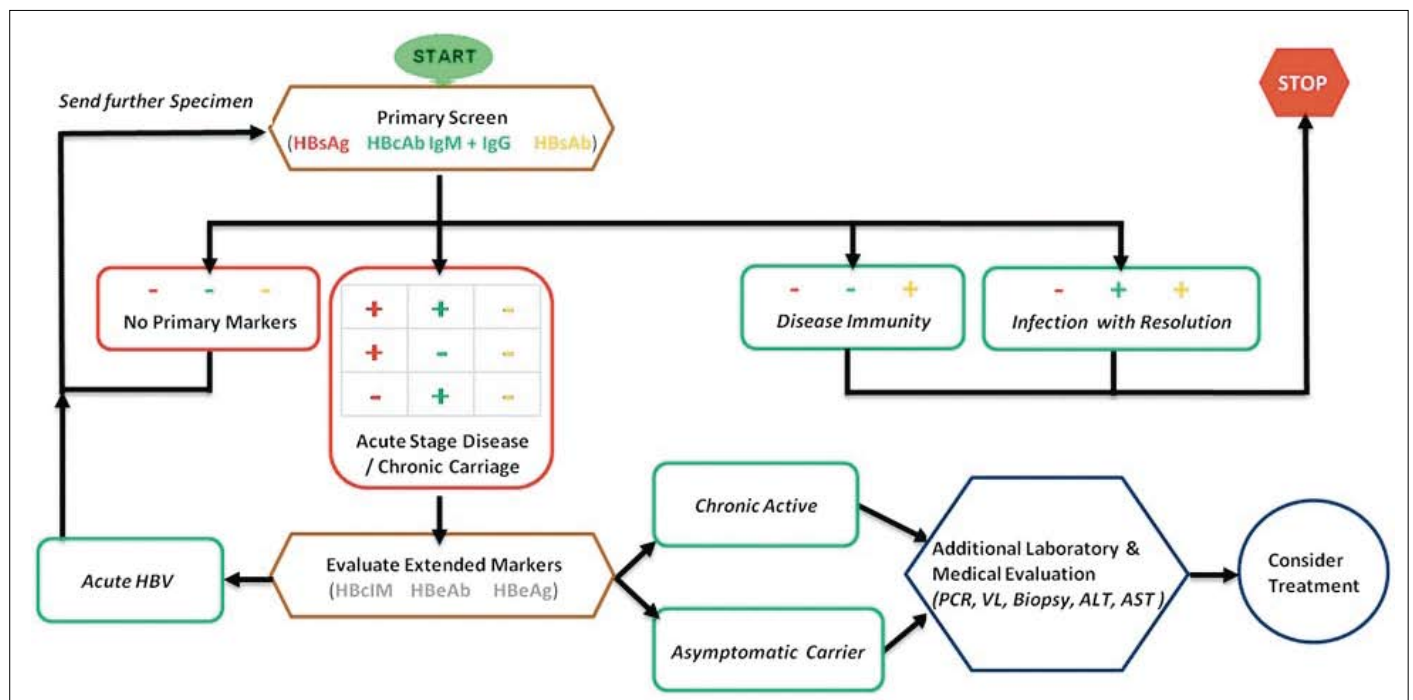 START
STOP
Send further Specimen
Primary Screen
(HBsAg HBcAb IgM + IgG HBsAb)
- - -
No Primary Markers
+ + -
+ - -
- + -
Acute Stage Disease
/ Chronic Carriage
- - +
Disease Immunity
- + +
Infection with Resolution
Chronic Active
Acute HBV
Evaluate Extended Markers
(HBcIM HBeAb HBeAg)
Asymptomatic Carrier
Additional Laboratory &
Medical Evaluation
(PCR, VL, Biopsy, ALT, AST )
Consider
Treatment